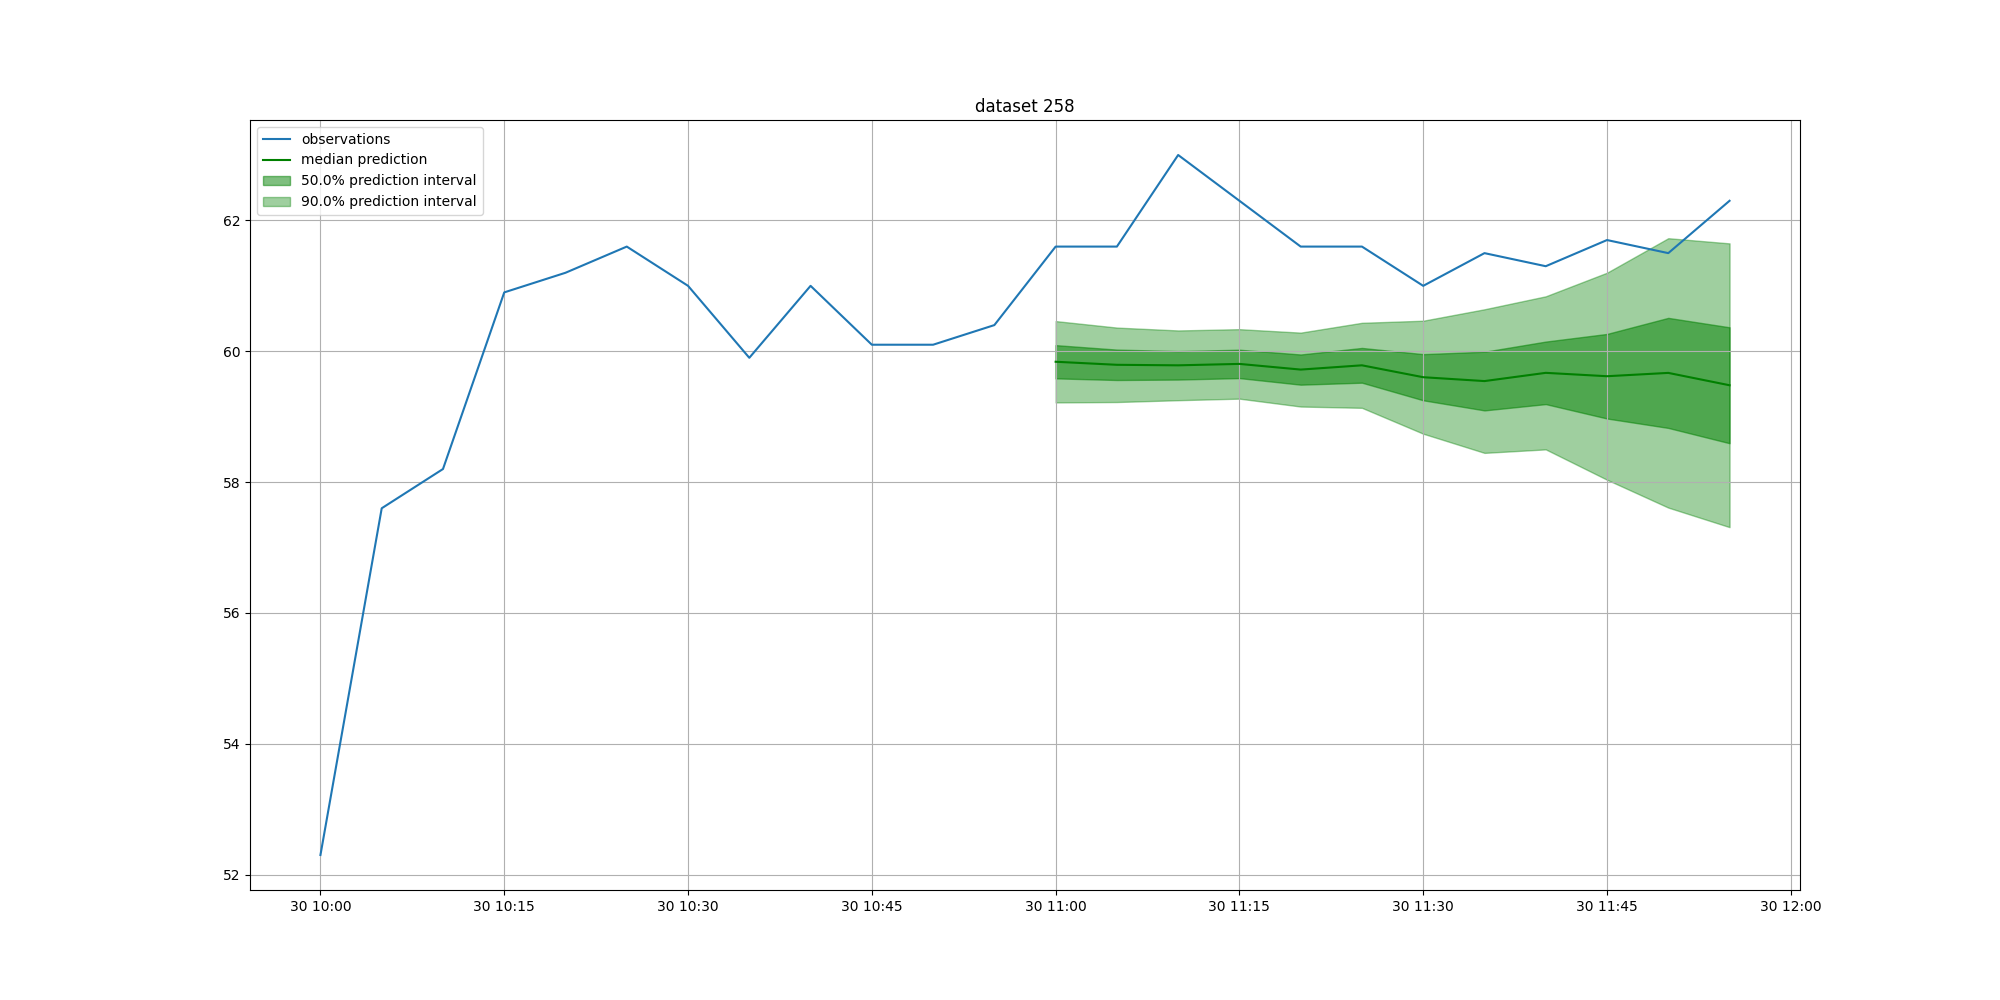 dataset 258
observations
median prediction
50.0% prediction interval
90.0% prediction interval
62
60
58
56
54
52
30 10:00 30 10:15 30 10:30 30 10:45 30 11:00 30 11:15 30 11:30 30 11:45 30 12:00